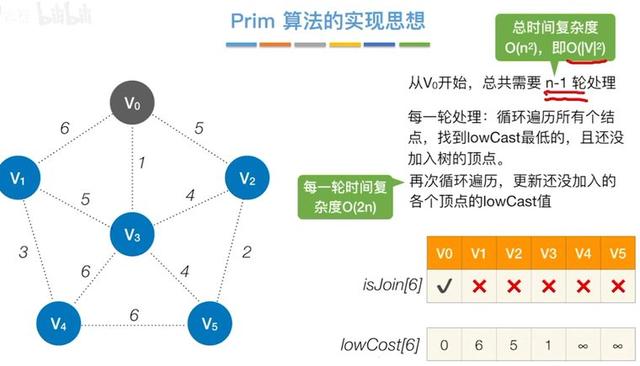 bilibili
Prim 算法的实现思想
总时间复杂度
O(n²)，即O(|V|²)
从V₀开始，总共需要 n-1 轮处理
每一轮处理：循环遍历所有个结
点，找到lowCast最低的，且还没
加入树的顶点。
再次循环遍历，更新还没加入的
各个顶点的lowCast值
每一轮时间复
杂度O(2n)
V₀
6
5
1
V₁
V₂
5
4
V₃
3
2
6
4
V₄
6
V₅
V0 V1 V2 V3 V4 V5
isJoin[6] ✓ ✗ ✗ ✗ ✗ ✗
lowCost[6] 0 6 5 1 ∞ ∞